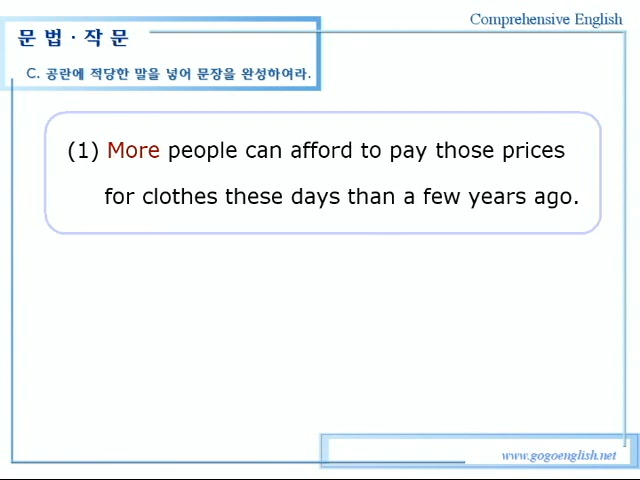 Comprehensive English
문 법 · 작 문
C. 공란에 적당한 말을 넣어 문장을 완성하여라.
(1) More people can afford to pay those prices
for clothes these days than a few years ago.
www.gogoenglish.net